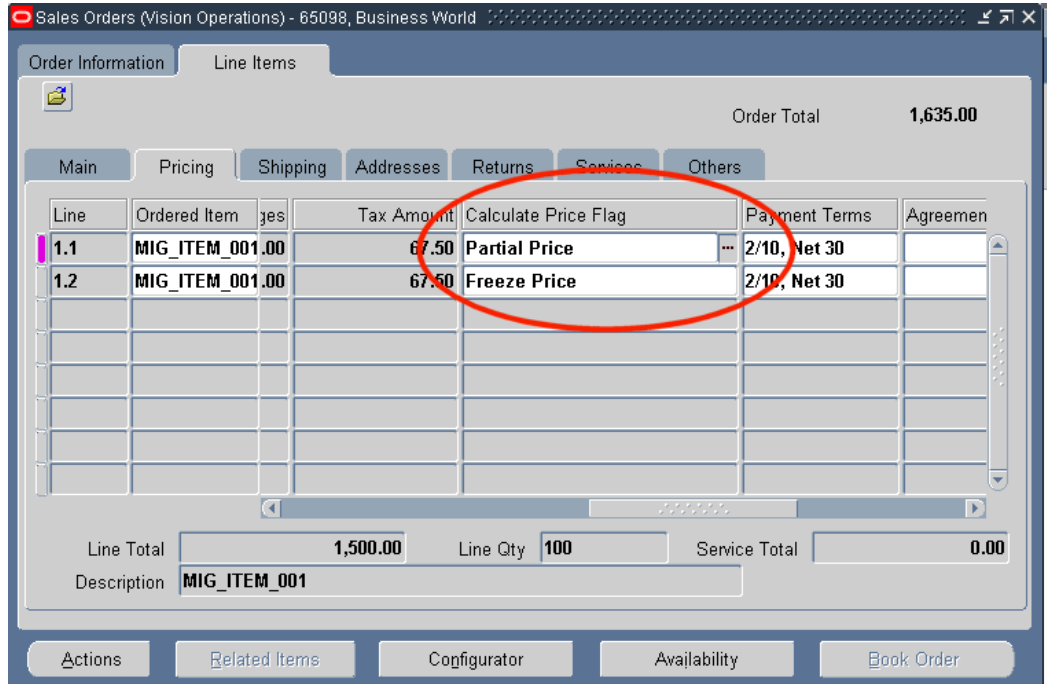 Sales Orders (Vision Operations) - 65098, Business World
Order Information Line Items
Order Total 1,635.00
Main Pricing Shipping Addresses Returns Services Others
Line Ordered Item ges Tax Amount Calculate Price Flag Payment Terms Agreemen
1.1 MIG_ITEM_001 .00 67.50 Partial Price ... 2/10, Net 30
1.2 MIG_ITEM_001 .00 67.50 Freeze Price 2/10, Net 30
Line Total 1,500.00 Line Qty 100 Service Total 0.00
Description MIG_ITEM_001
Actions Related Items Configurator Availability Book Order